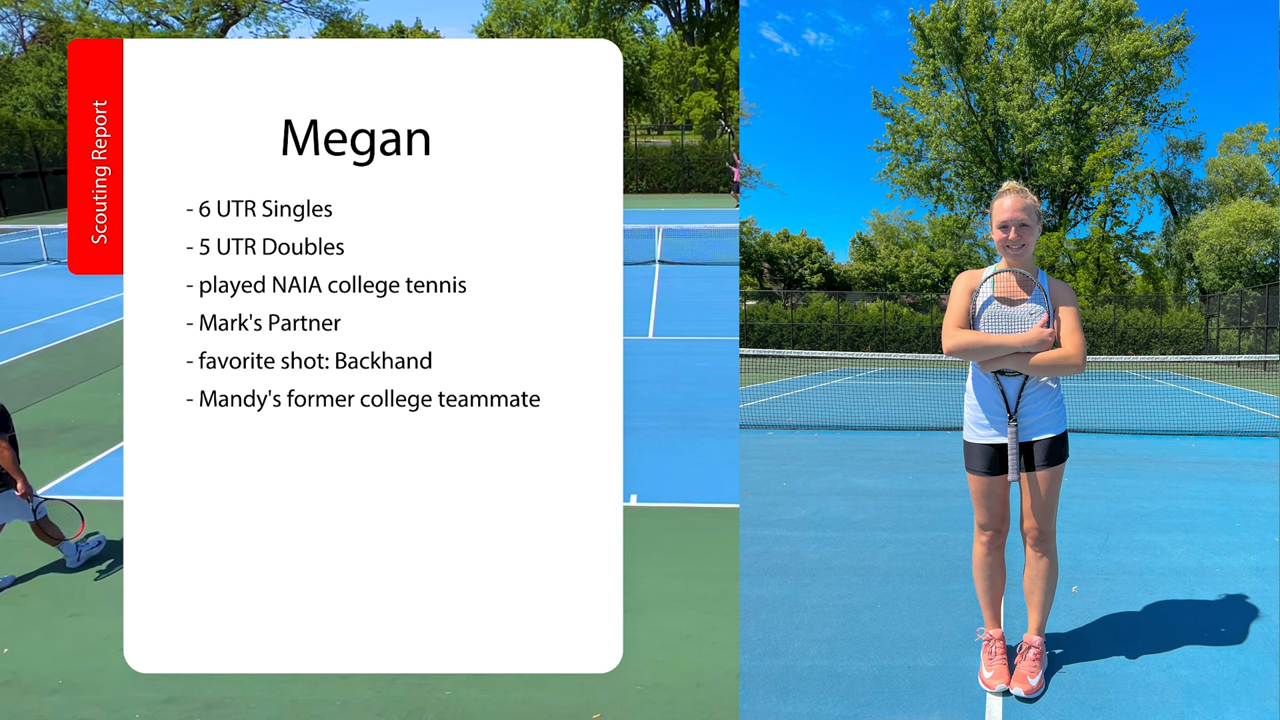 Scouting Report
Megan
- 6 UTR Singles
- 5 UTR Doubles
- played NAIA college tennis
- Mark's Partner
- favorite shot: Backhand
- Mandy's former college teammate